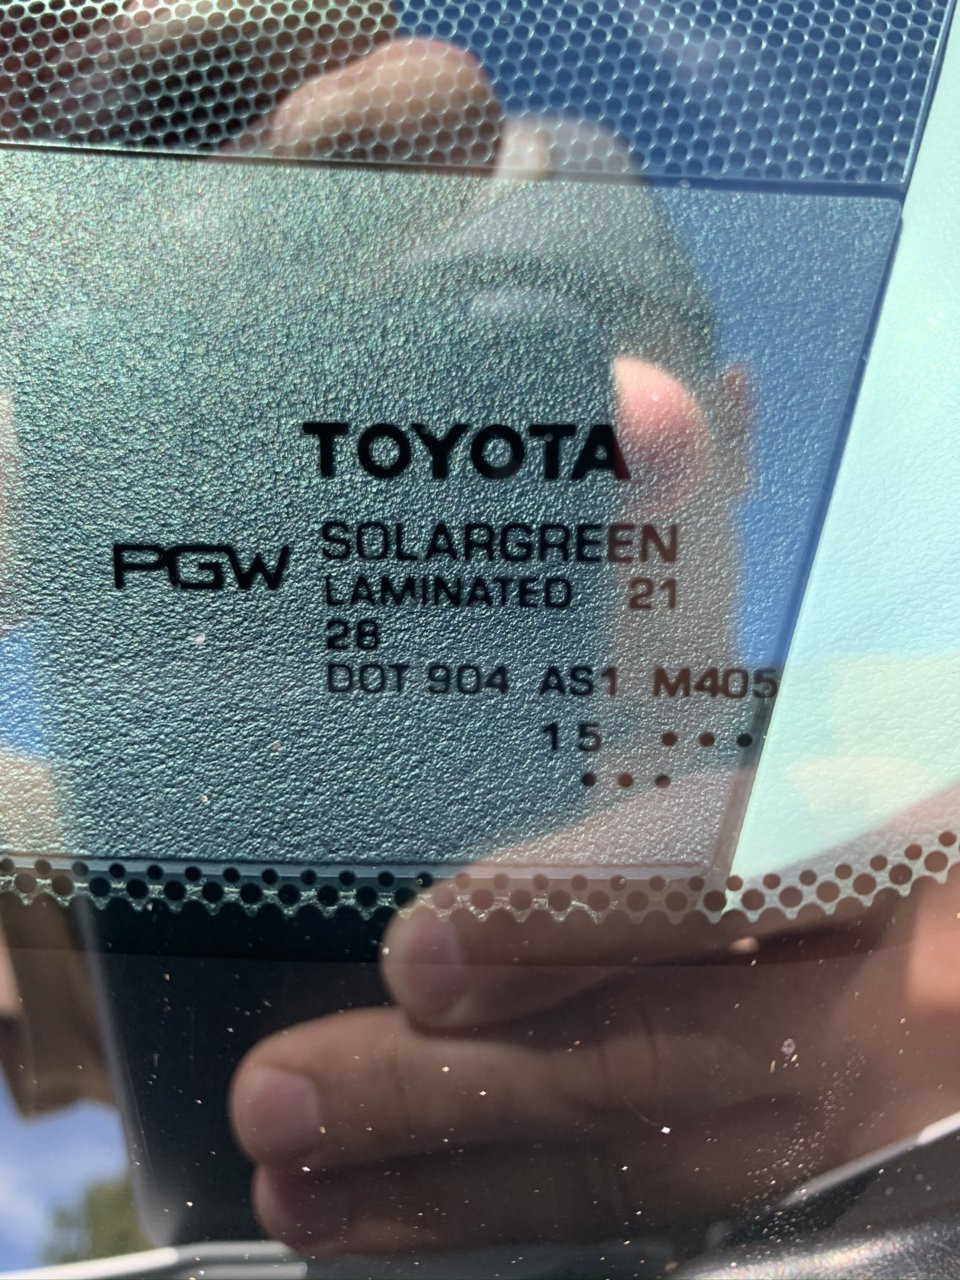 TOYOTA
PGW SOLARGREEN
LAMINATED 21
28
DOT 904 AS1 M405
15 •••
•••